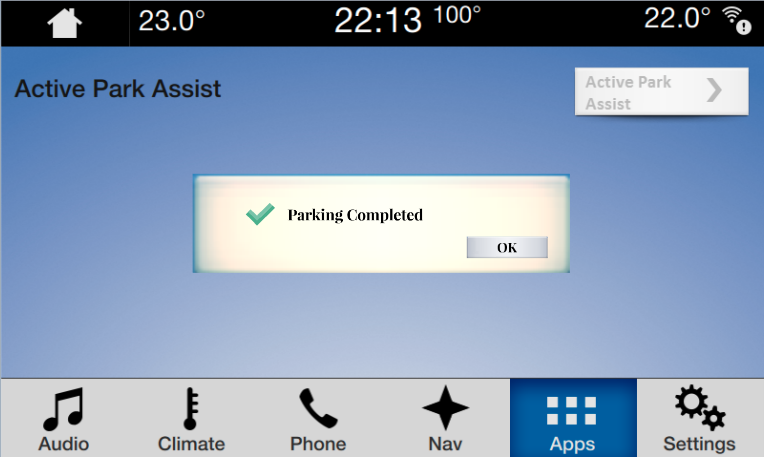 23.0° 22:13 100° 22.0°
Active Park Assist
Active Park
Assist
Parking Completed
OK
Audio Climate Phone Nav Apps Settings